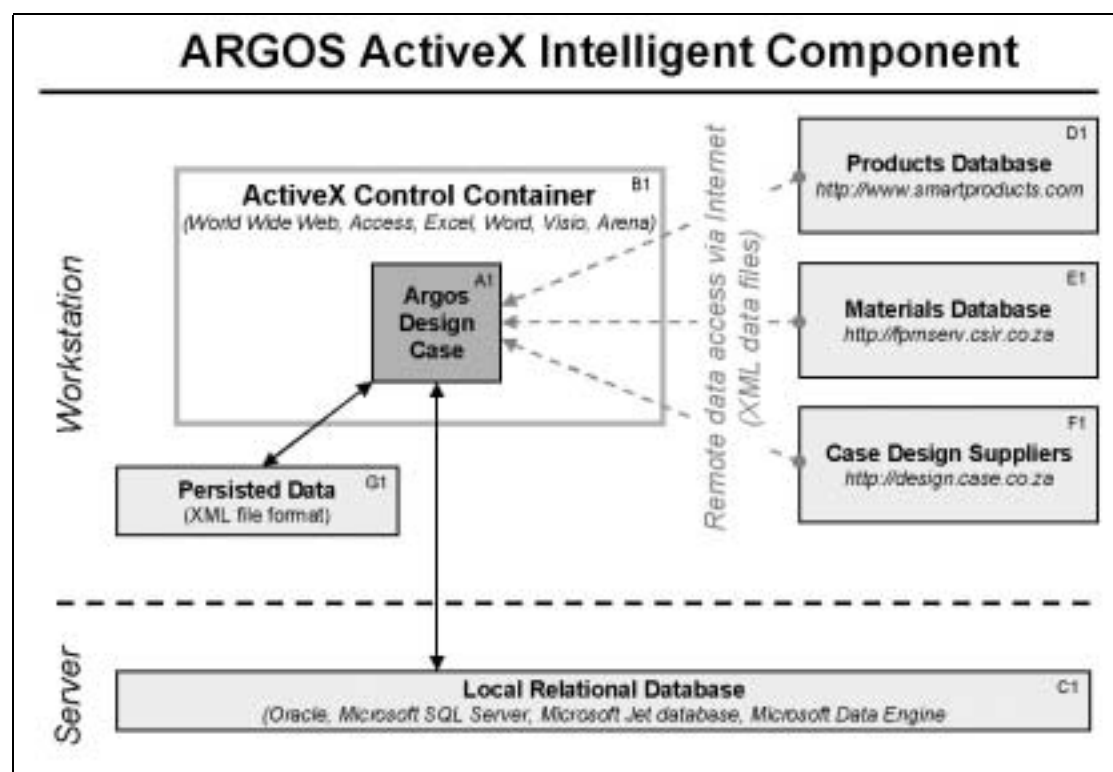 ARGOS ActiveX Intelligent Component
Workstation
B1
ActiveX Control Container
(World Wide Web, Access, Excel, Word, Visio, Arena)
A1
Argos
Design
Case
G1
Persisted Data
(XML file format)
Remote data access via Internet
(XML data files)
D1
Products Database
http://www.smartproducts.com
E1
Materials Database
http://fpmserv.csir.co.za
F1
Case Design Suppliers
http://design.case.co.za
Server
C1
Local Relational Database
(Oracle, Microsoft SQL Server, Microsoft Jet database, Microsoft Data Engine